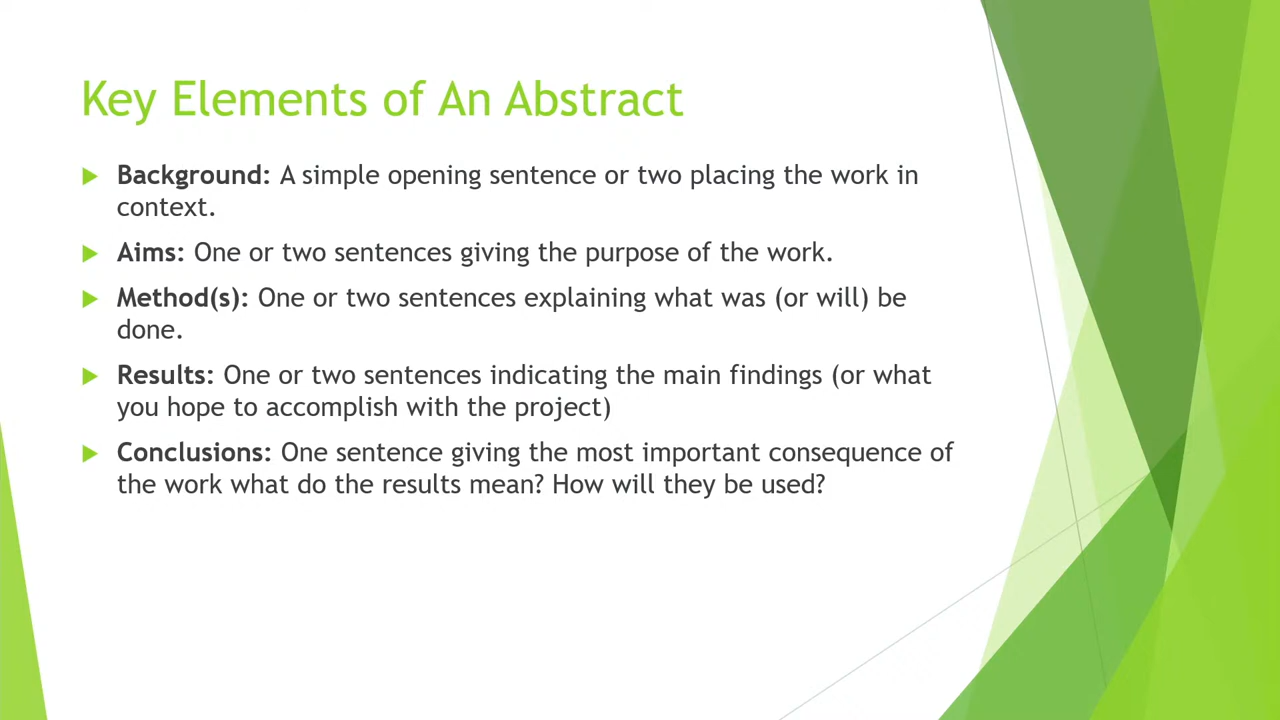 Key Elements of An Abstract
Background: A simple opening sentence or two placing the work in
context.
Aims: One or two sentences giving the purpose of the work.
Method(s): One or two sentences explaining what was (or will) be
done.
Results: One or two sentences indicating the main findings (or what
you hope to accomplish with the project)
Conclusions: One sentence giving the most important consequence of
the work what do the results mean? How will they be used?